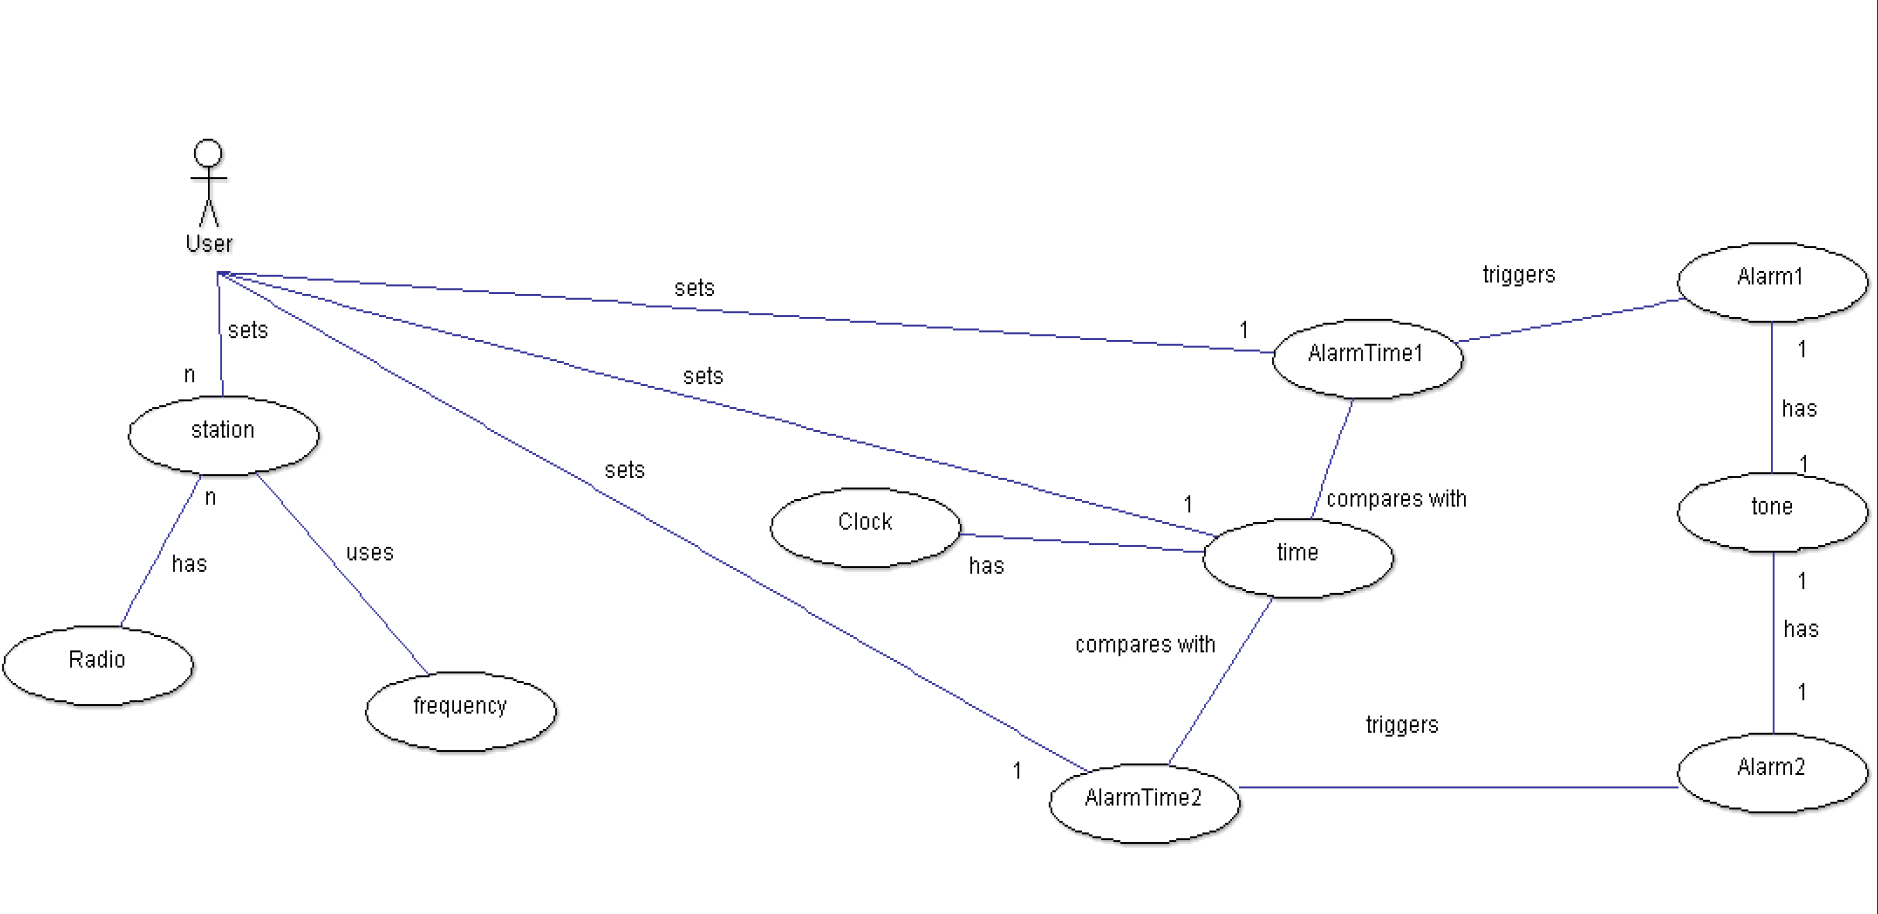 User
sets
triggers
Alarm1
sets
1
AlarmTime1
1
n
sets
has
station
sets
1
n
compares with
tone
Clock
1
has
uses
has
time
1
Radio
compares with
has
frequency
1
triggers
1
AlarmTime2
Alarm2